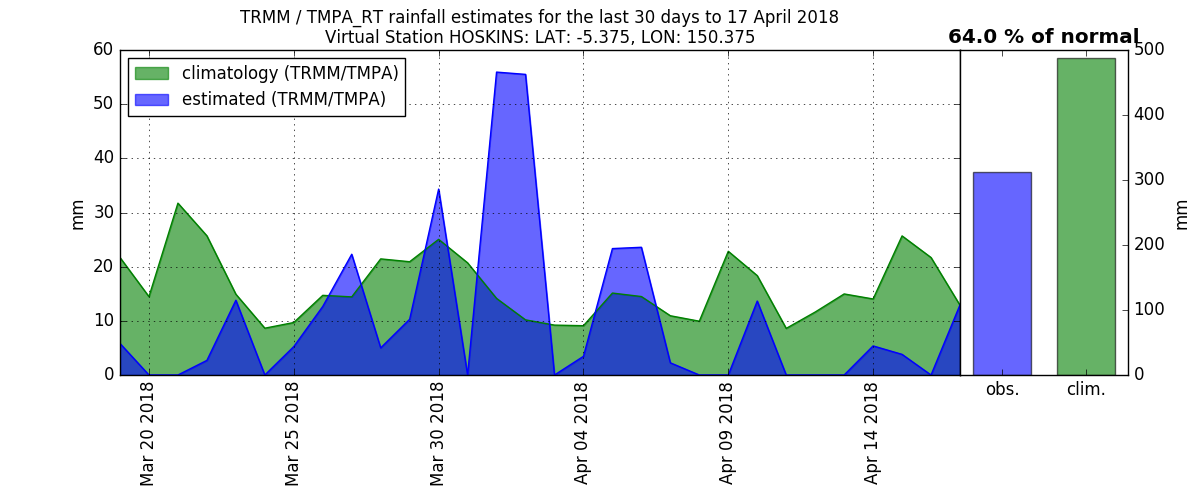 TRMM / TMPA_RT rainfall estimates for the last 30 days to 17 April 2018
Virtual Station HOSKINS: LAT: -5.375, LON: 150.375
64.0 % of normal
climatology (TRMM/TMPA)
estimated (TRMM/TMPA)
mm
60
50
40
30
20
10
0
Mar 20 2018
Mar 25 2018
Mar 30 2018
Apr 04 2018
Apr 09 2018
Apr 14 2018
500
400
300
200
100
0
mm
obs.
clim.